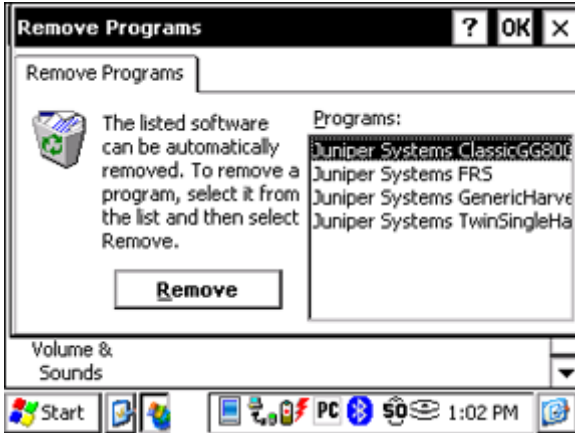 Remove Programs ? OK ×
Remove Programs
The listed software
can be automatically
removed. To remove a
program, select it from
the list and then select
Remove.
Remove
Programs:
Juniper Systems ClassicGG800
Juniper Systems FRS
Juniper Systems GenericHarve
Juniper Systems TwinSingleHa
Volume &
Sounds
Start PC 50 1:02 PM